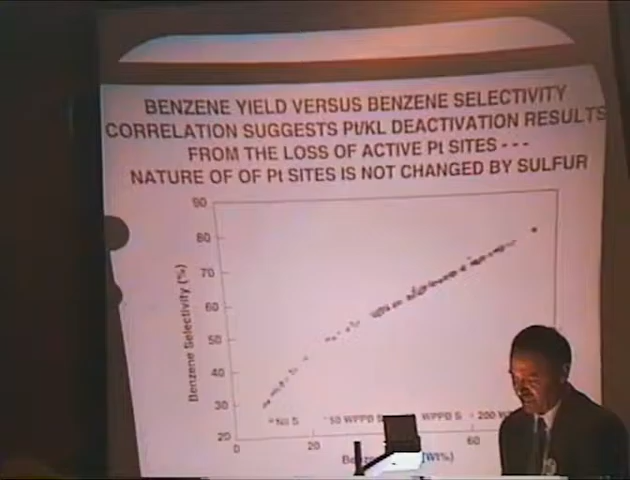 BENZENE YIELD VERSUS BENZENE SELECTIVITY
CORRELATION SUGGESTS Pt/KL DEACTIVATION RESULTS
FROM THE LOSS OF ACTIVE Pt SITES ---
NATURE OF OF Pt SITES IS NOT CHANGED BY SULFUR
90
80
70
60
50
40
30
20
Benzene Selectivity (%)
Nil S 50 WPPB WPPB S 200
0 20 60
(Wt%)